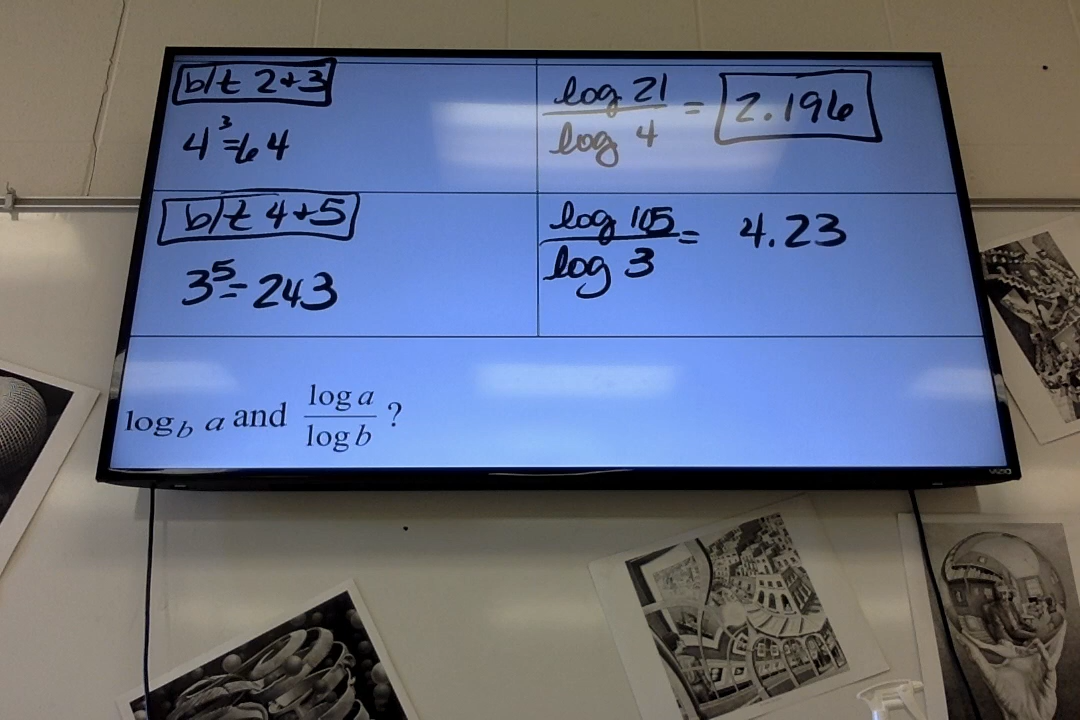 b/t 2+3
4³=64
log 21 / log 4 = 2.196
b/t 4+5
3⁵=243
log 105 / log 3 = 4.23
log_b a and log a / log b ?
VIZIO